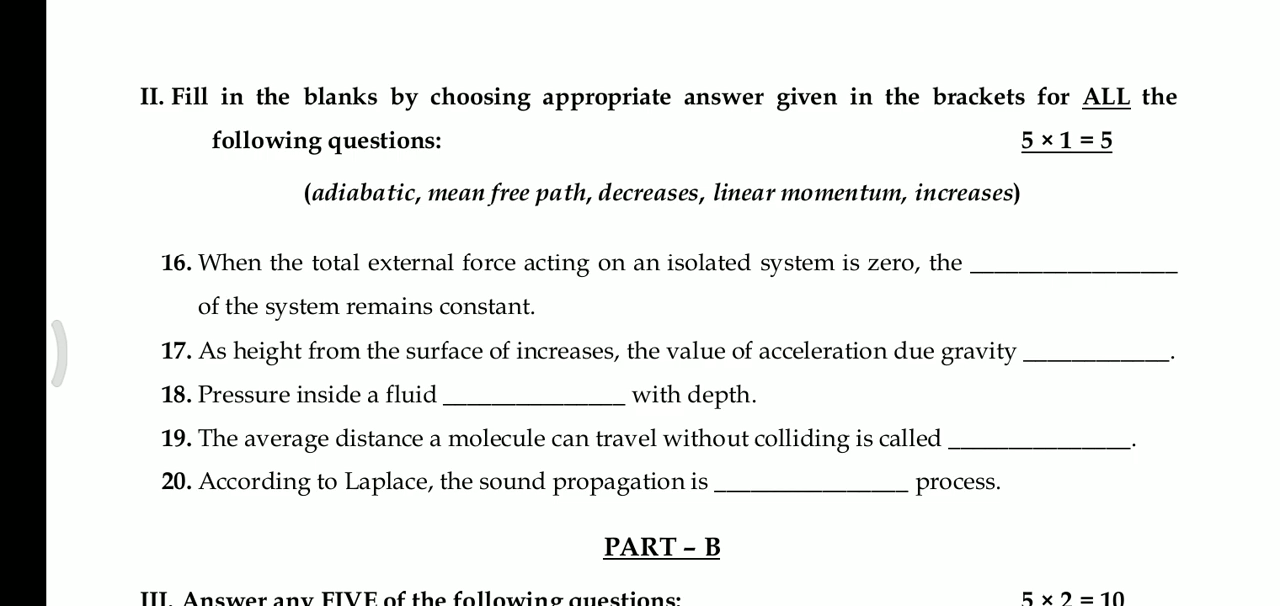 II. Fill in the blanks by choosing appropriate answer given in the brackets for ALL the
following questions: 5 × 1 = 5
(adiabatic, mean free path, decreases, linear momentum, increases)
16. When the total external force acting on an isolated system is zero, the _________________
of the system remains constant.
17. As height from the surface of increases, the value of acceleration due gravity ____________.
18. Pressure inside a fluid _______________ with depth.
19. The average distance a molecule can travel without colliding is called _______________.
20. According to Laplace, the sound propagation is ________________ process.
PART – B
III. Answer any FIVE of the following questions: 5 × 2 = 10